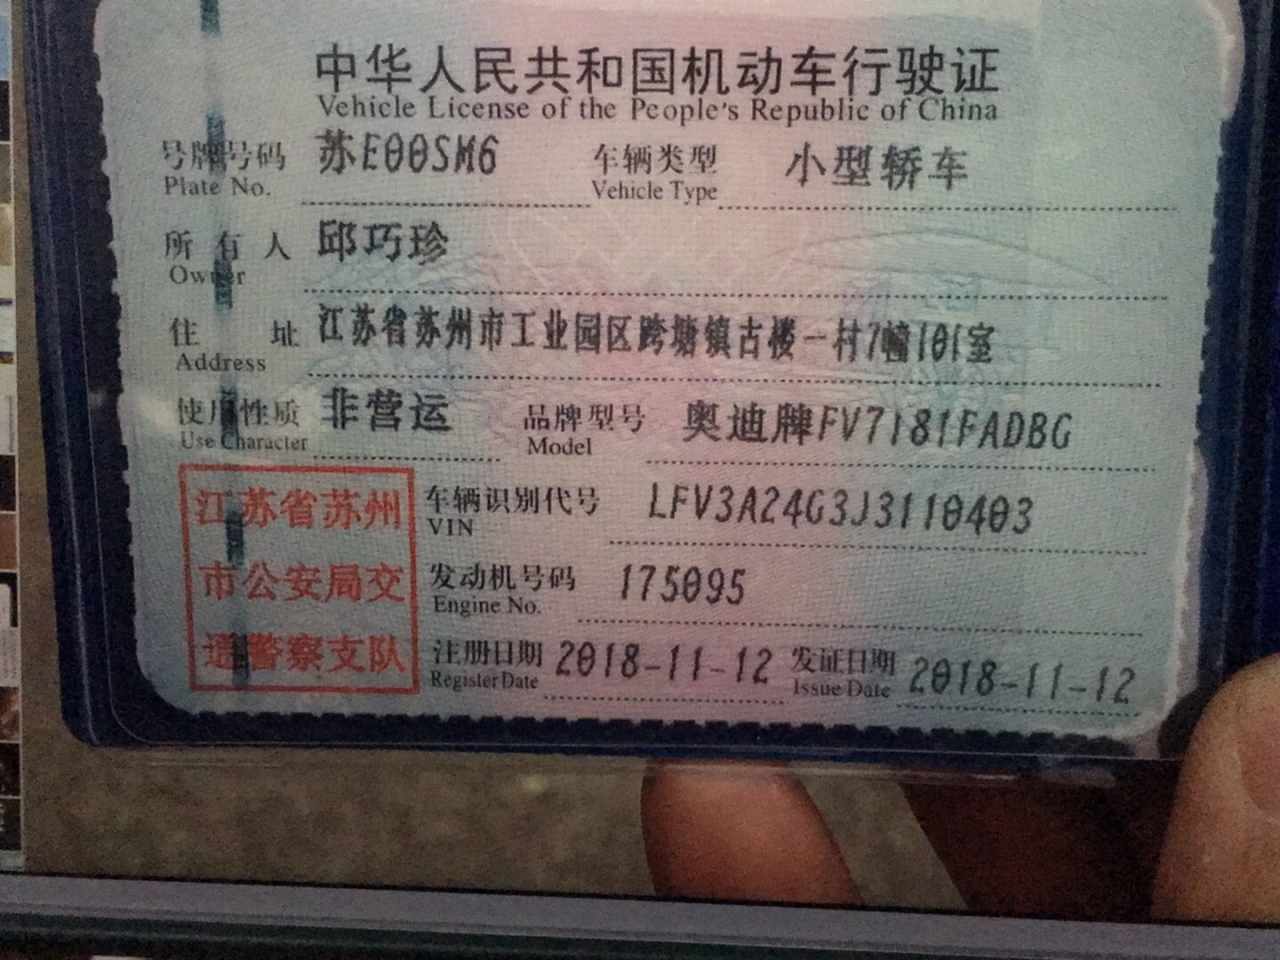 中华人民共和国机动车行驶证
Vehicle License of the People's Republic of China
号牌号码 苏E00SM6 车辆类型 小型轿车
Plate No. Vehicle Type
所有人 邱巧珍
Owner
住址 江苏省苏州市工业园区跨塘镇古楼一村7幢101室
Address
使用性质 非营运 品牌型号 奥迪牌FV7181FADBG
Use Character Model
江苏省苏州 车辆识别代号 LFV3A24G3J3110403
VIN
市公安局交 发动机号码 175095
Engine No.
通警察支队 注册日期 2018-11-12 发证日期 2018-11-12
Register Date Issue Date